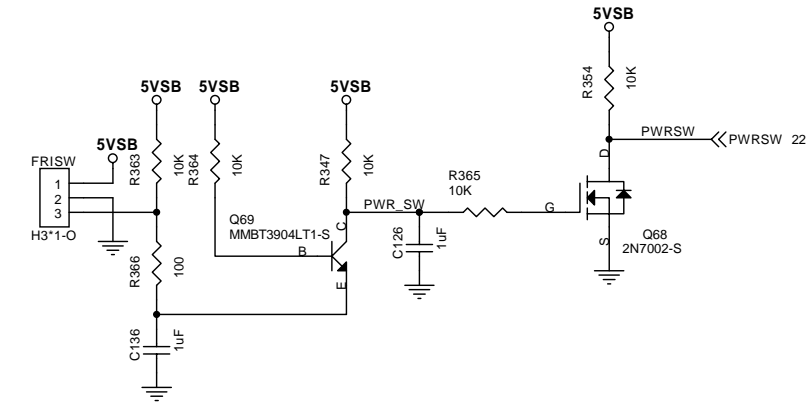 5VSB
R354
10K
PWRSW
PWRSW 22
D
G
S
Q68
2N7002-S
5VSB
5VSB
5VSB
5VSB
FRISW
1
2
3
H3*1-O
R363
10K
R364
10K
R347
10K
R365
10K
PWR_SW
Q69
MMBT3904LT1-S
C
B
E
C126
1uF
R366
100
C136
1uF